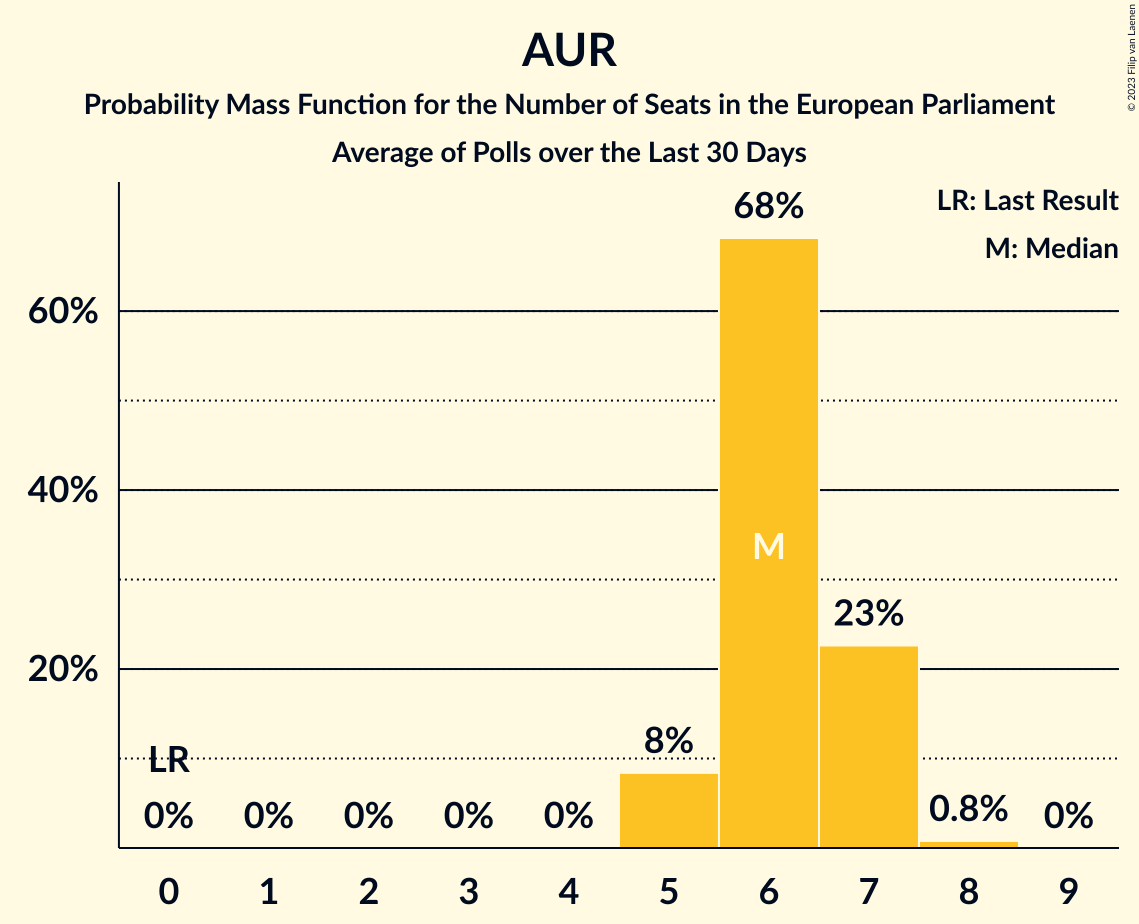 AUR
Probability Mass Function for the Number of Seats in the European Parliament
Average of Polls over the Last 30 Days
© 2023 Filip van Laenen
LR: Last Result
M: Median
68%
60%
40%
M
23%
20%
8%
LR
0% 0% 0% 0% 0% 0.8% 0%
0 1 2 3 4 5 6 7 8 9